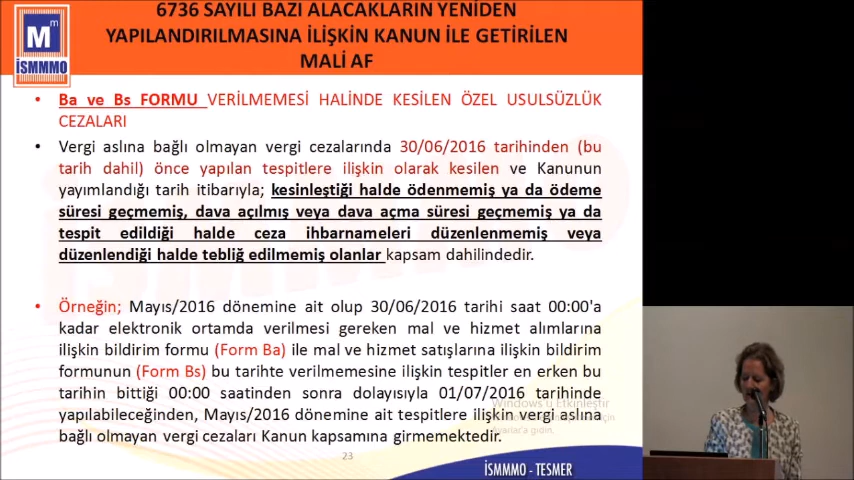 6736 SAYILI BAZI ALACAKLARIN YENİDEN
YAPILANDIRILMASINA İLİŞKİN KANUN İLE GETİRİLEN
MALİ AF
Mm
İSMMMO
• Ba ve Bs FORMU VERİLMEMESİ HALİNDE KESİLEN ÖZEL USULSÜZLÜK
CEZALARI
• Vergi aslına bağlı olmayan vergi cezalarında 30/06/2016 tarihinden (bu
tarih dahil) önce yapılan tespitlere ilişkin olarak kesilen ve Kanunun
yayımlandığı tarih itibarıyla; kesinleştiği halde ödenmemiş ya da ödeme
süresi geçmemiş, dava açılmış veya dava açma süresi geçmemiş ya da
tespit edildiği halde ceza ihbarnameleri düzenlenmemiş veya
düzenlendiği halde tebliğ edilmemiş olanlar kapsam dahilindedir.
• Örneğin; Mayıs/2016 dönemine ait olup 30/06/2016 tarihi saat 00:00'a
kadar elektronik ortamda verilmesi gereken mal ve hizmet alımlarına
ilişkin bildirim formu (Form Ba) ile mal ve hizmet satışlarına ilişkin bildirim
formunun (Form Bs) bu tarihte verilmemesine ilişkin tespitler en erken bu
tarihin bittiği 00:00 saatinden sonra dolayısıyla 01/07/2016 tarihinde
yapılabileceğinden, Mayıs/2016 dönemine ait tespitlere ilişkin vergi aslına
bağlı olmayan vergi cezaları Kanun kapsamına girmemektedir.
Windows'u Etkinleştir
için
Ayarlar'a gidin.
23
İSMMMO - TESMER